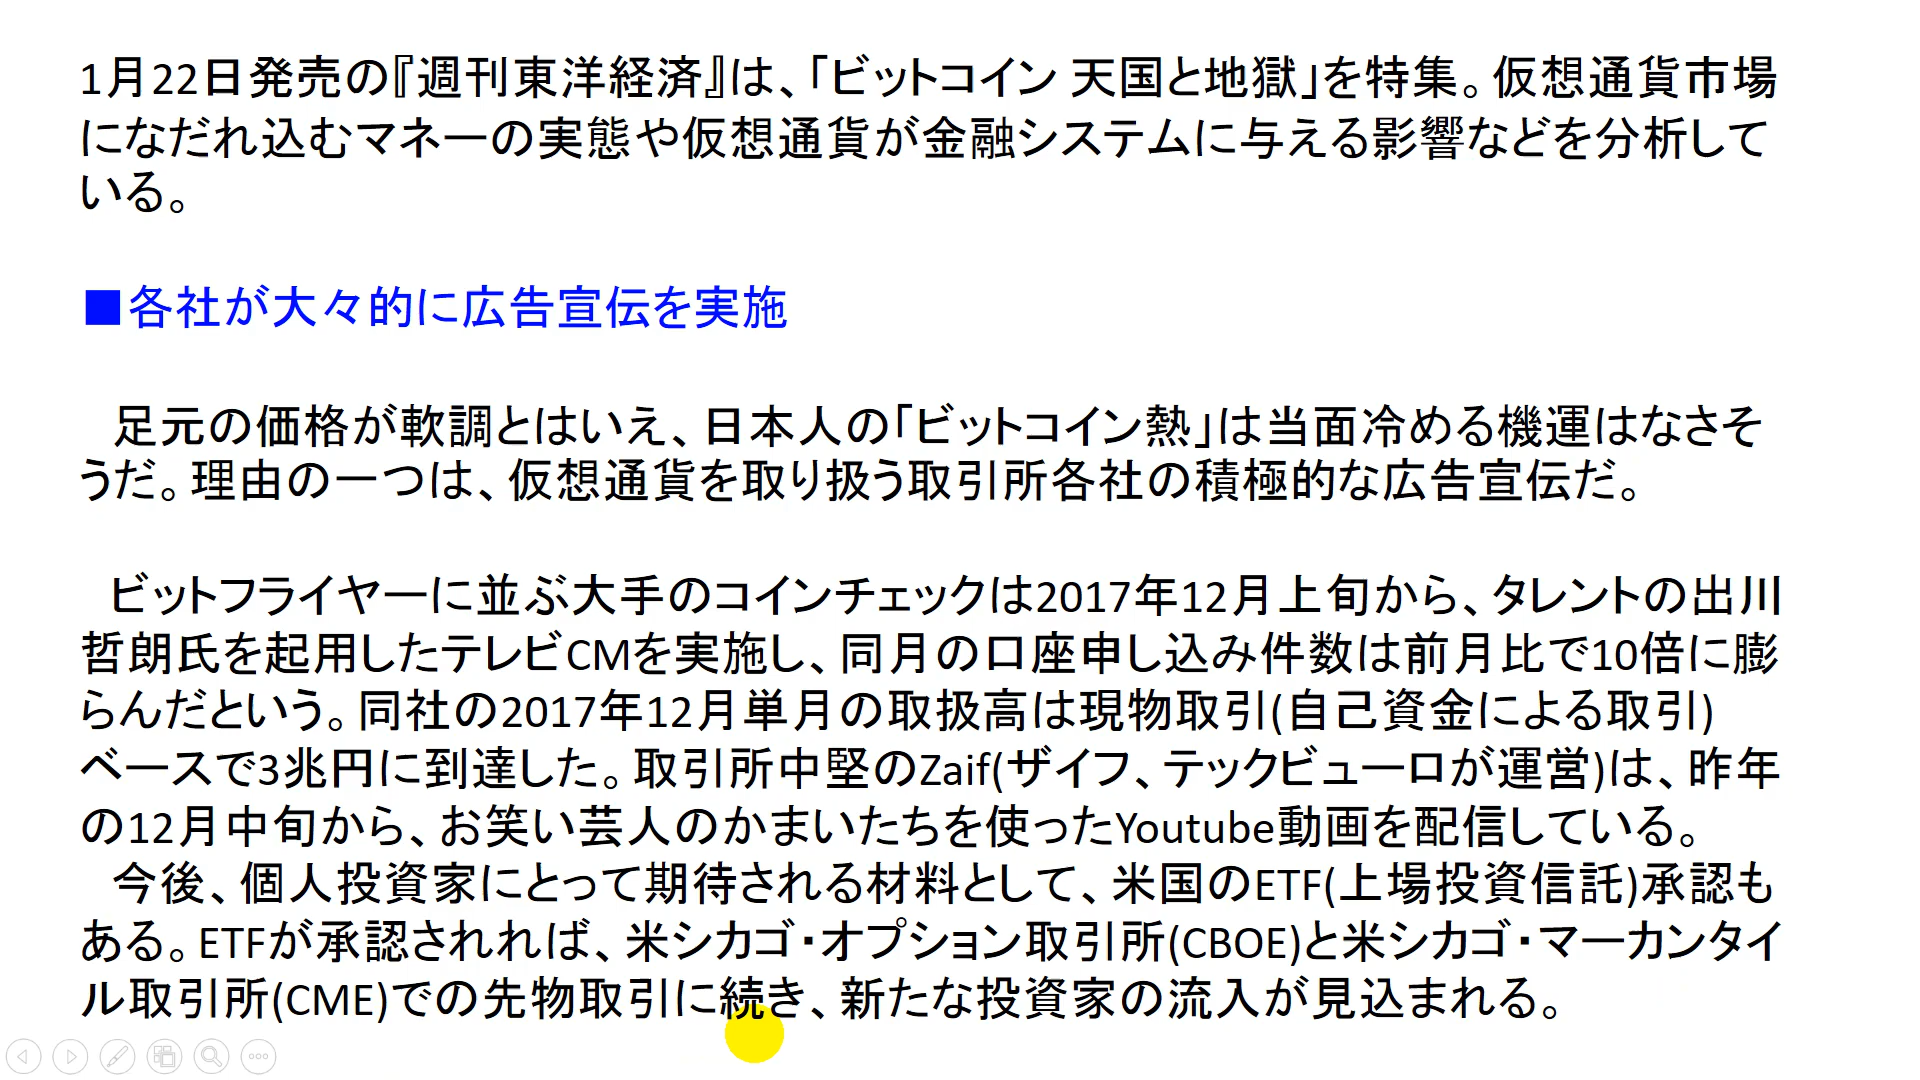 1月22日発売の『週刊東洋経済』は、「ビットコイン 天国と地獄」を特集。仮想通貨市場
になだれ込むマネーの実態や仮想通貨が金融システムに与える影響などを分析して
いる。
■各社が大々的に広告宣伝を実施
足元の価格が軟調とはいえ、日本人の「ビットコイン熱」は当面冷める機運はなさそ
うだ。理由の一つは、仮想通貨を取り扱う取引所各社の積極的な広告宣伝だ。
ビットフライヤーに並ぶ大手のコインチェックは2017年12月上旬から、タレントの出川
哲朗氏を起用したテレビCMを実施し、同月の口座申し込み件数は前月比で10倍に膨
らんだという。同社の2017年12月単月の取扱高は現物取引(自己資金による取引)
ベースで3兆円に到達した。取引所中堅のZaif(ザイフ、テックビューロが運営)は、昨年
の12月中旬から、お笑い芸人のかまいたちを使ったYoutube動画を配信している。
今後、個人投資家にとって期待される材料として、米国のETF(上場投資信託)承認も
ある。ETFが承認されれば、米シカゴ・オプション取引所(CBOE)と米シカゴ・マーカンタイ
ル取引所(CME)での先物取引に続き、新たな投資家の流入が見込まれる。